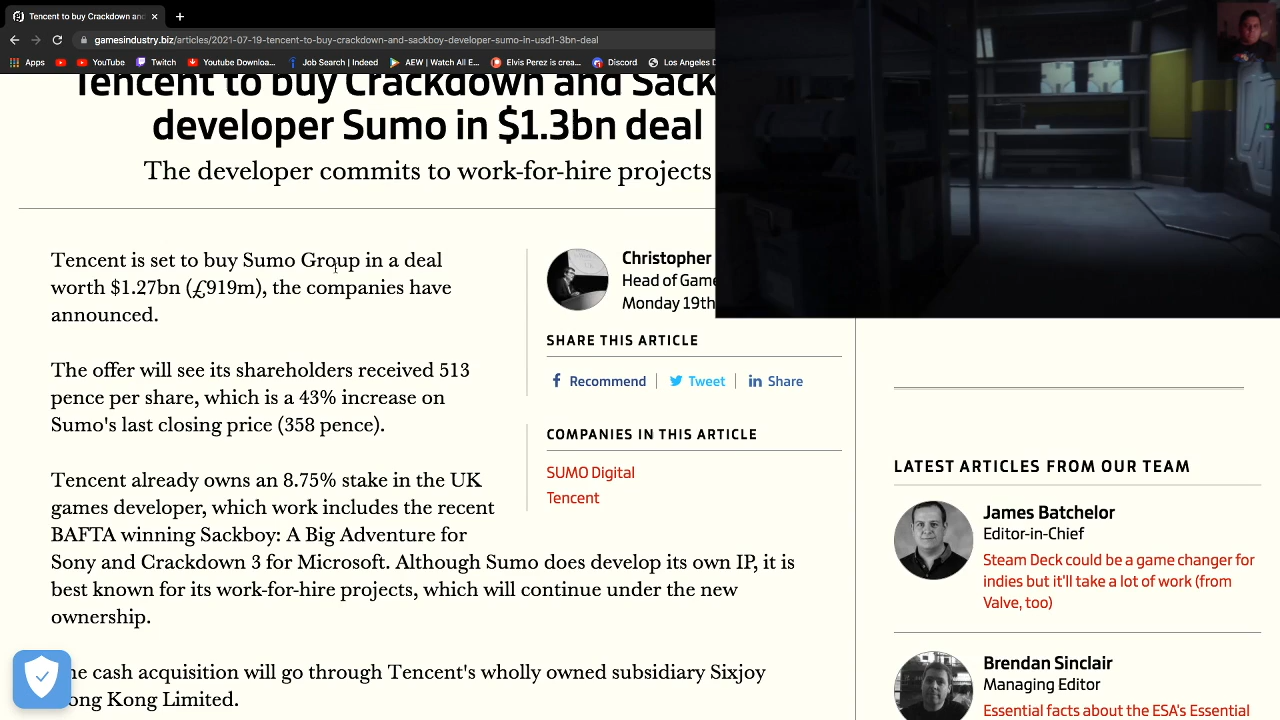 Tencent to buy Crackdown and
gamesindustry.biz/articles/2021-07-19-tencent-to-buy-crackdown-and-sackboy-developer-sumo-in-usd1-3bn-deal
Apps YouTube Twitch Youtube Downloa... Job Search | Indeed AEW | Watch All E... Elvis Perez is crea... Discord Los Angeles D
Tencent to buy Crackdown and Sack
developer Sumo in $1.3bn deal
The developer commits to work-for-hire projects
Tencent is set to buy Sumo Group in a deal
worth $1.27bn (£919m), the companies have
announced.
The offer will see its shareholders received 513
pence per share, which is a 43% increase on
Sumo's last closing price (358 pence).
Tencent already owns an 8.75% stake in the UK
games developer, which work includes the recent
BAFTA winning Sackboy: A Big Adventure for
Sony and Crackdown 3 for Microsoft. Although Sumo does develop its own IP, it is
best known for its work-for-hire projects, which will continue under the new
ownership.
he cash acquisition will go through Tencent's wholly owned subsidiary Sixjoy
ong Kong Limited.
Christopher
Head of Game
Monday 19th
SHARE THIS ARTICLE
Recommend Tweet Share
COMPANIES IN THIS ARTICLE
SUMO Digital
Tencent
LATEST ARTICLES FROM OUR TEAM
James Batchelor
Editor-in-Chief
Steam Deck could be a game changer for
indies but it'll take a lot of work (from
Valve, too)
Brendan Sinclair
Managing Editor
Essential facts about the ESA's Essential